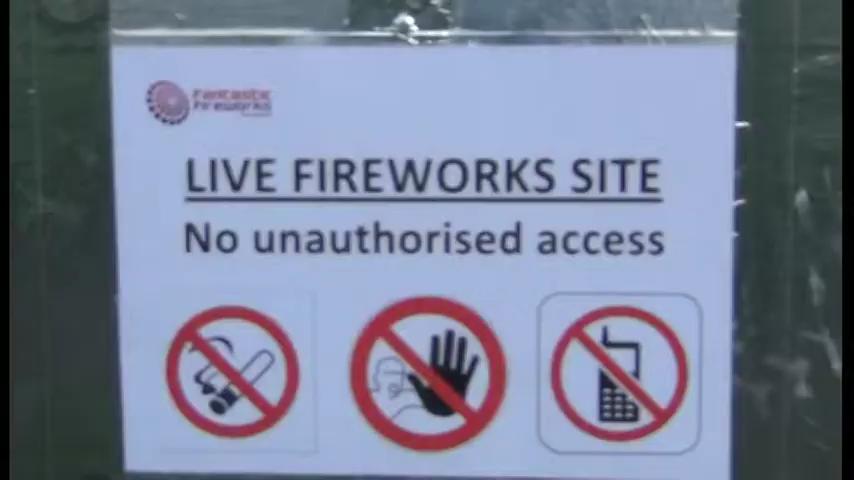 Fantastic
Fireworks
LIVE FIREWORKS SITE
No unauthorised access